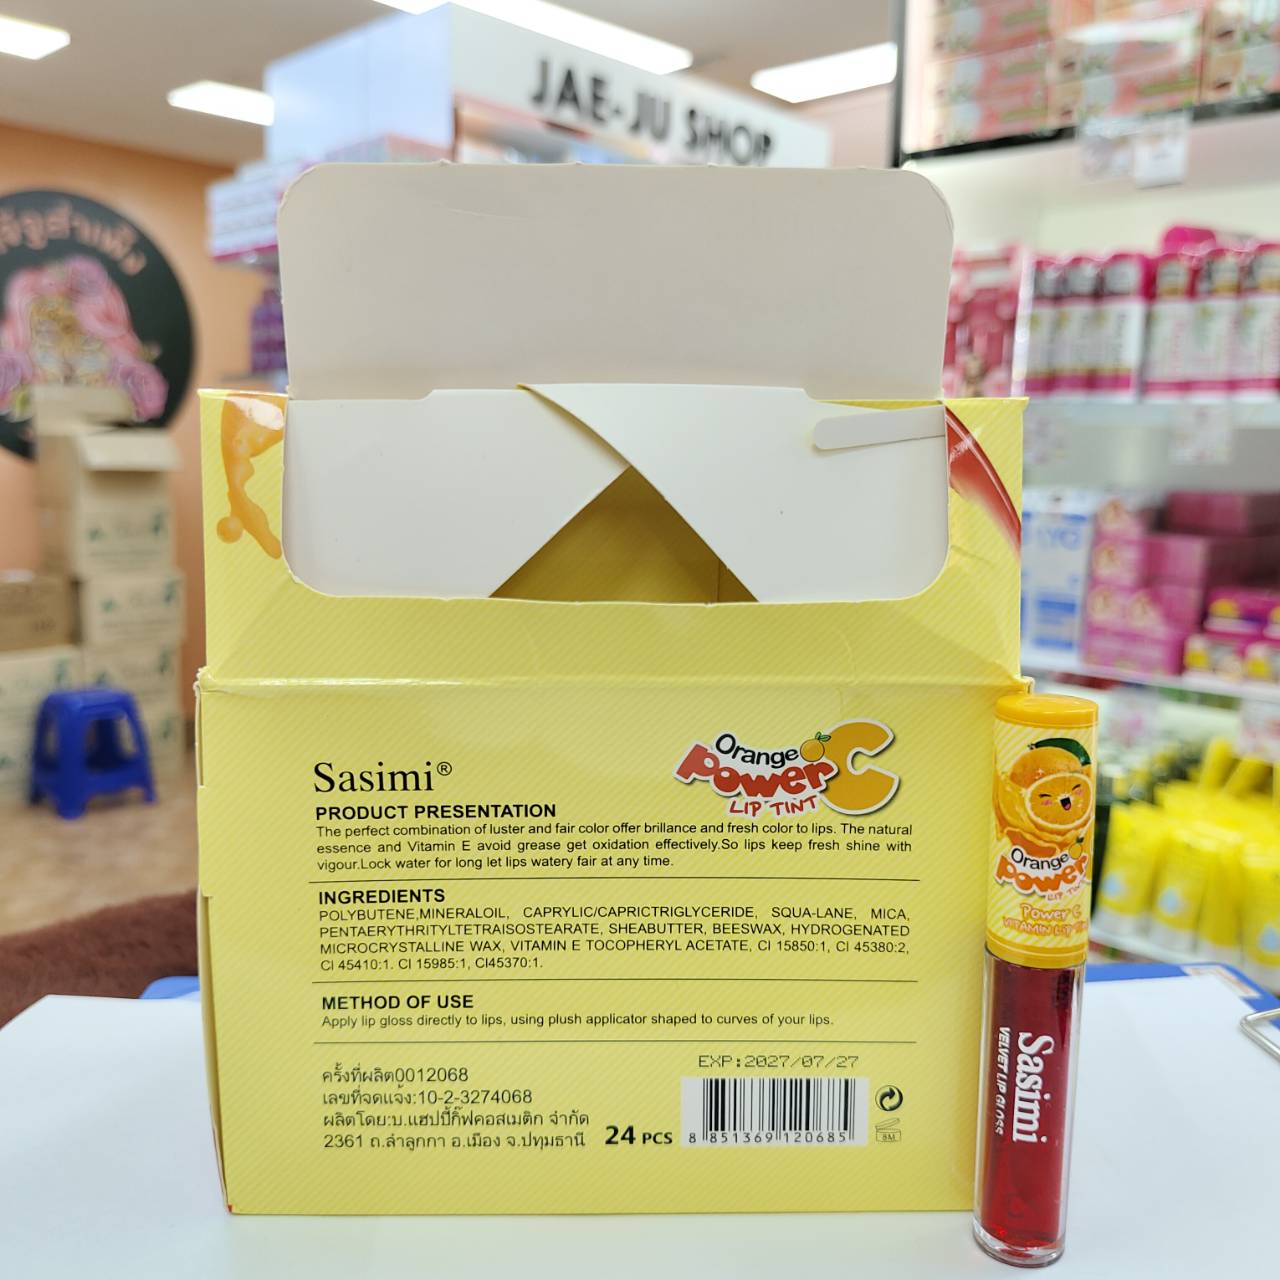 JAE-JU SHOP
Sasimi®
Orange
Power C
LIP TINT
PRODUCT PRESENTATION
The perfect combination of luster and fair color offer brillance and fresh color to lips. The natural
essence and Vitamin E avoid grease get oxidation effectively.So lips keep fresh shine with
vigour.Lock water for long let lips watery fair at any time.
INGREDIENTS
POLYBUTENE,MINERALOIL, CAPRYLIC/CAPRICTRIGLYCERIDE, SQUA-LANE, MICA,
PENTAERYTHRITYLTETRAISOSTEARATE, SHEABUTTER, BEESWAX, HYDROGENATED
MICROCRYSTALLINE WAX, VITAMIN E TOCOPHERYL ACETATE, CI 15850:1, CI 45380:2,
CI 45410:1. CI 15985:1, CI45370:1.
METHOD OF USE
Apply lip gloss directly to lips, using plush applicator shaped to curves of your lips.
ครั้งที่ผลิต0012068
เลขที่จดแจ้ง:10-2-3274068
ผลิตโดย:บ.แฮปปี้กิ๊ฟคอสเมติก จำกัด
2361 ถ.ลำลูกกา อ.เมือง จ.ปทุมธานี
24 PCS
EXP:2027/07/27
8 851369 120685
8M
Orange
Power
LIP TINT
Power C
VITAMIN LIP TINT
Sasimi
VELVET LIP GLOSS